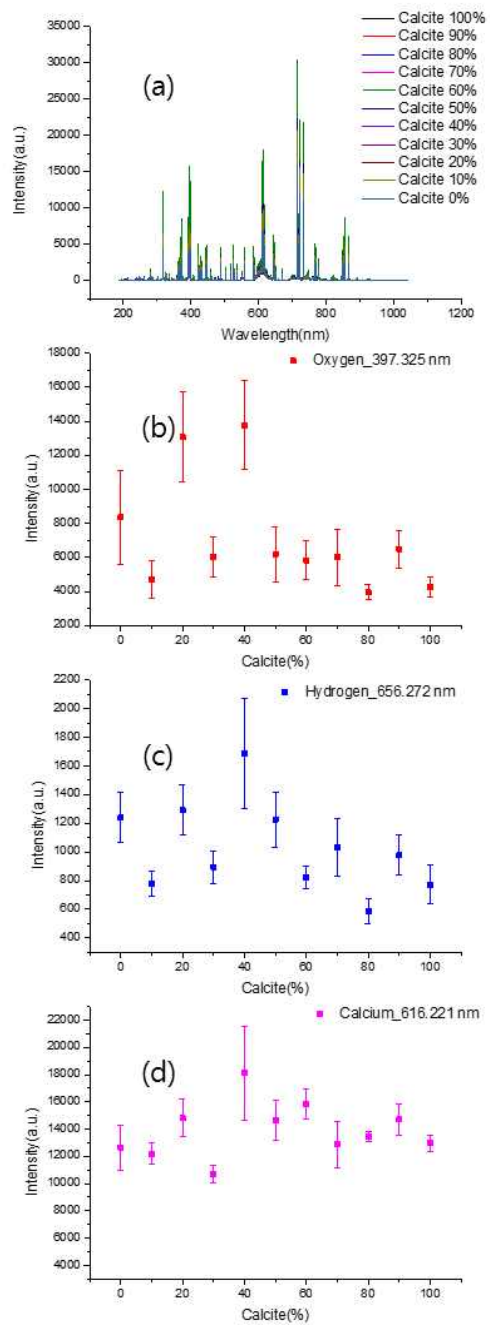 35000
30000
25000
20000
15000
10000
5000
0
Intensity(a.u.)
(a)
Calcite 100%
Calcite 90%
Calcite 80%
Calcite 70%
Calcite 60%
Calcite 50%
Calcite 40%
Calcite 30%
Calcite 20%
Calcite 10%
Calcite 0%
200 400 600 800 1000 1200
Wavelength(nm)
18000
16000
14000
12000
10000
8000
6000
4000
2000
Intensity(a.u.)
(b)
Oxygen_397.325 nm
0 20 40 60 80 100
Calcite(%)
2200
2000
1800
1600
1400
1200
1000
800
600
400
Intensity(a.u.)
(c)
Hydrogen_656.272 nm
0 20 40 60 80 100
Calcite(%)
22000
20000
18000
16000
14000
12000
10000
8000
6000
4000
Intensity(a.u.)
(d)
Calcium_616.221 nm
0 20 40 60 80 100
Calcite(%)